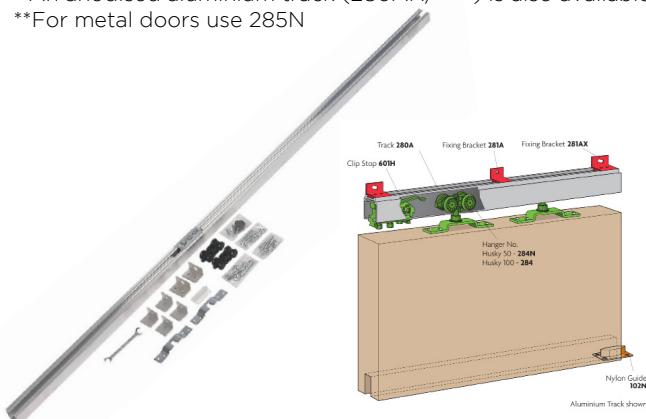 **For metal doors use 285N
Track 280A
Fixing Bracket 281A
Fixing Bracket 281AX
Clip Stop 601H
Hanger No.
Husky 50 - 284N
Husky 100 - 284
Nylon Guide
102N
Aluminium Track shown